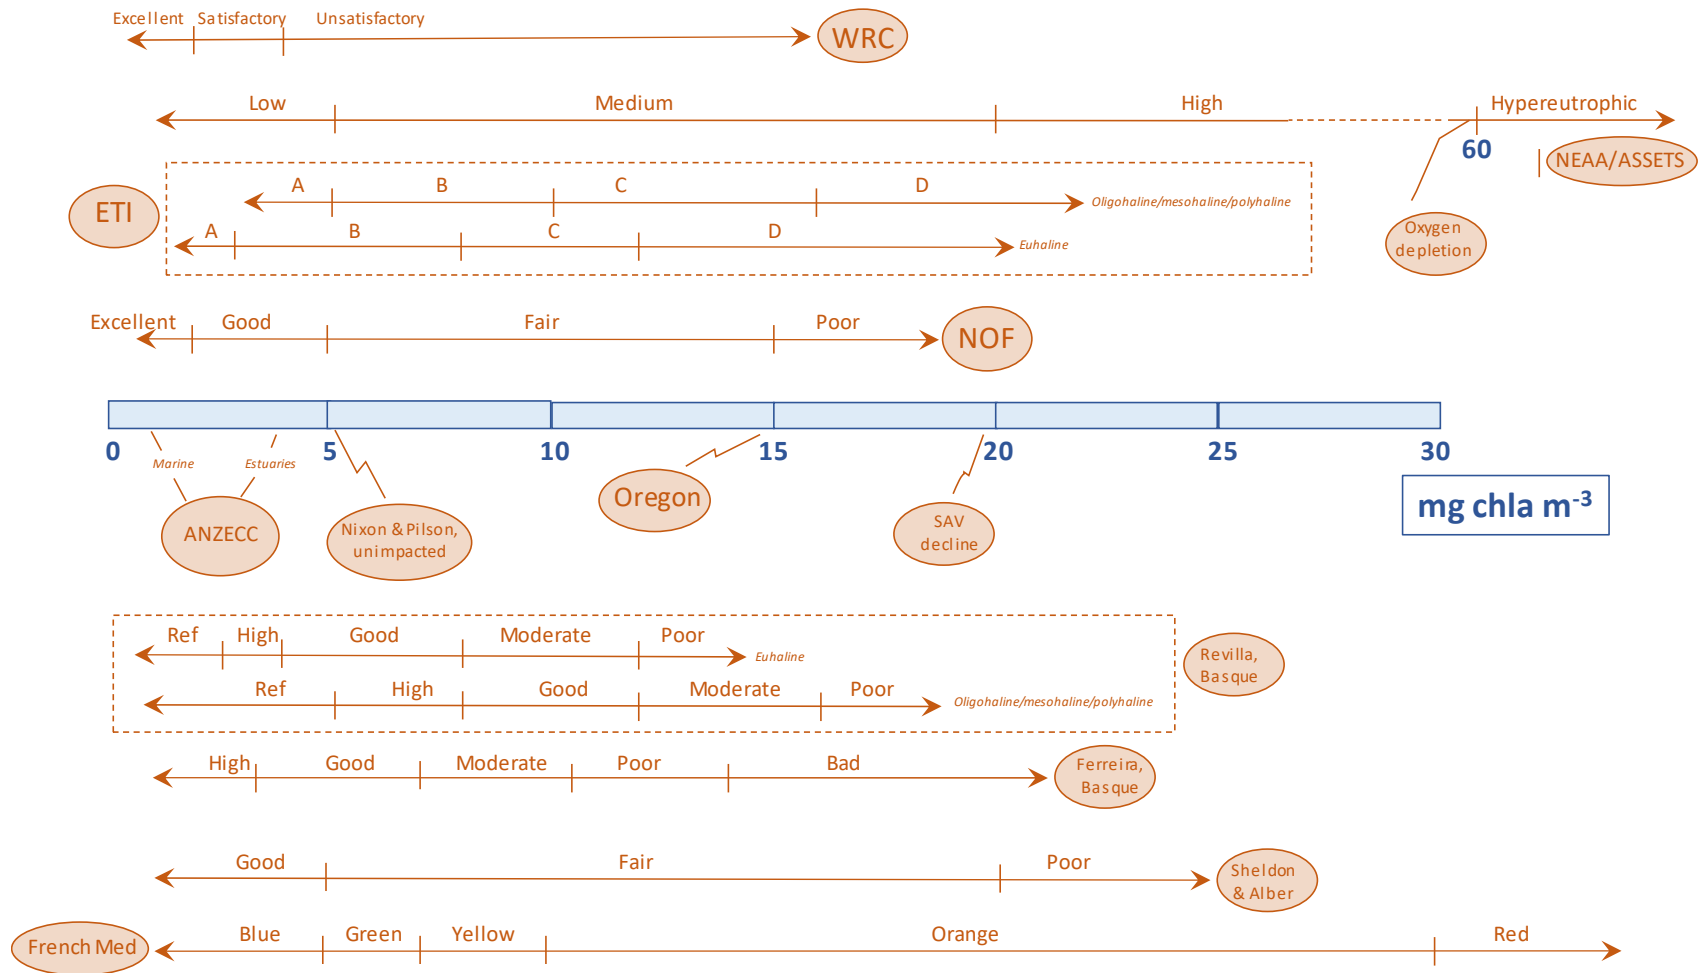 Excellent Satisfactory Unsatisfactory
WRC
Low Medium High Hypereutrophic
60
NEAA/ASSETS
ETI
A B C D
Oligohaline/mesohaline/polyhaline
A B C D
Euhaline
Oxygen
depletion
Excellent Good Fair Poor
NOF
0 5 10 15 20 25 30
Marine Estuaries
ANZECC
Nixon & Pilson,
unimpacted
Oregon
SAV
decline
mg chla m-3
Ref High Good Moderate Poor
Euhaline
Ref High Good Moderate Poor
Oligohaline/mesohaline/polyhaline
Revilla,
Basque
High Good Moderate Poor Bad
Ferreira,
Basque
Good Fair Poor
Sheldon
& Alber
French Med
Blue Green Yellow Orange Red